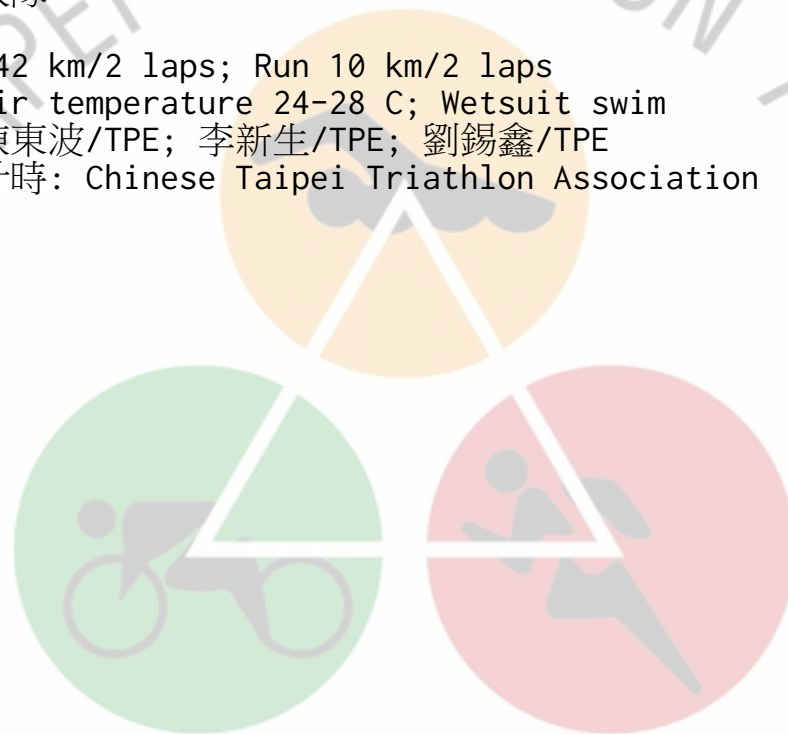 42 km/2 laps; Run 10 km/2 laps
ir temperature 24-28 C; Wetsuit swim
東波/TPE; 李新生/TPE; 劉錫鑫/TPE
時: Chinese Taipei Triathlon Association